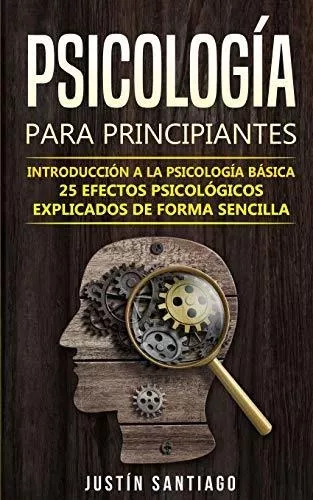 PSICOLOGÍA
PARA PRINCIPIANTES
INTRODUCCIÓN A LA PSICOLOGÍA BÁSICA
25 EFECTOS PSICOLÓGICOS
EXPLICADOS DE FORMA SENCILLA
JUSTÍN SANTIAGO